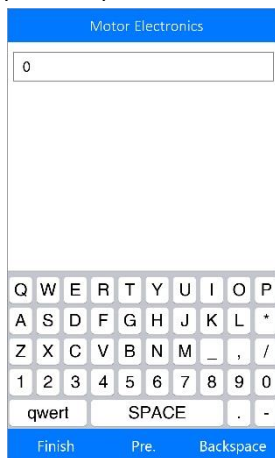 Motor Electronics
0
Q W E R T Y U I O P
A S D F G H J K L *
Z X C V B N M _ , /
1 2 3 4 5 6 7 8 9 0
qwert SPACE . -
Finish Pre. Backspace